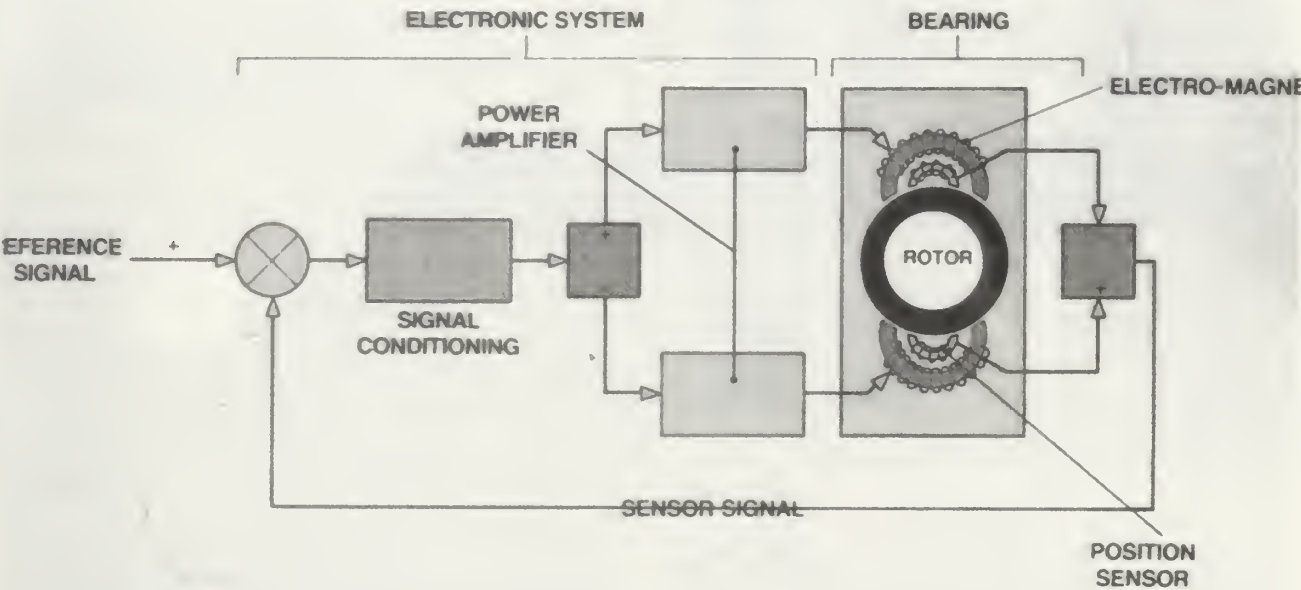 ELECTRONIC SYSTEM
BEARING
ELECTRO-MAGNE
POWER
AMPLIFIER
+
EFERENCE
SIGNAL
+
-
ROTOR
+
SIGNAL
CONDITIONING
SENSOR SIGNAL
POSITION
SENSOR